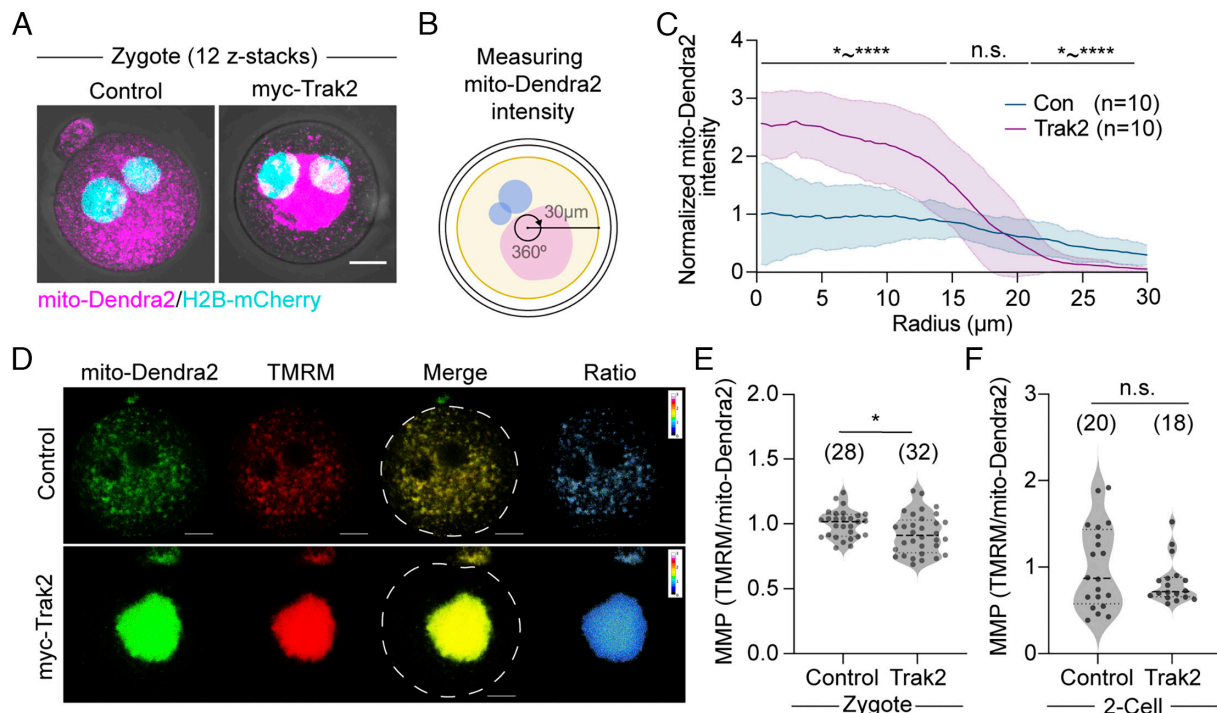 A
Zygote (12 z-stacks)
Control
myc-Trak2
mito-Dendra2/H2B-mCherry
B
Measuring
mito-Dendra2
intensity
30µm
360º
C
Normalized mito-Dendra2
intensity
4
3
2
1
0
*~****
n.s.
*~****
Con (n=10)
Trak2 (n=10)
0
5
10
15
20
25
30
Radius (µm)
D
mito-Dendra2
TMRM
Merge
Ratio
Control
myc-Trak2
E
MMP (TMRM/mito-Dendra2)
2.0
1.5
1.0
0.5
0.0
*
(28)
(32)
Control
Trak2
Zygote
F
MMP (TMRM/mito-Dendra2)
3
2
1
0
n.s.
(20)
(18)
Control
Trak2
2-Cell